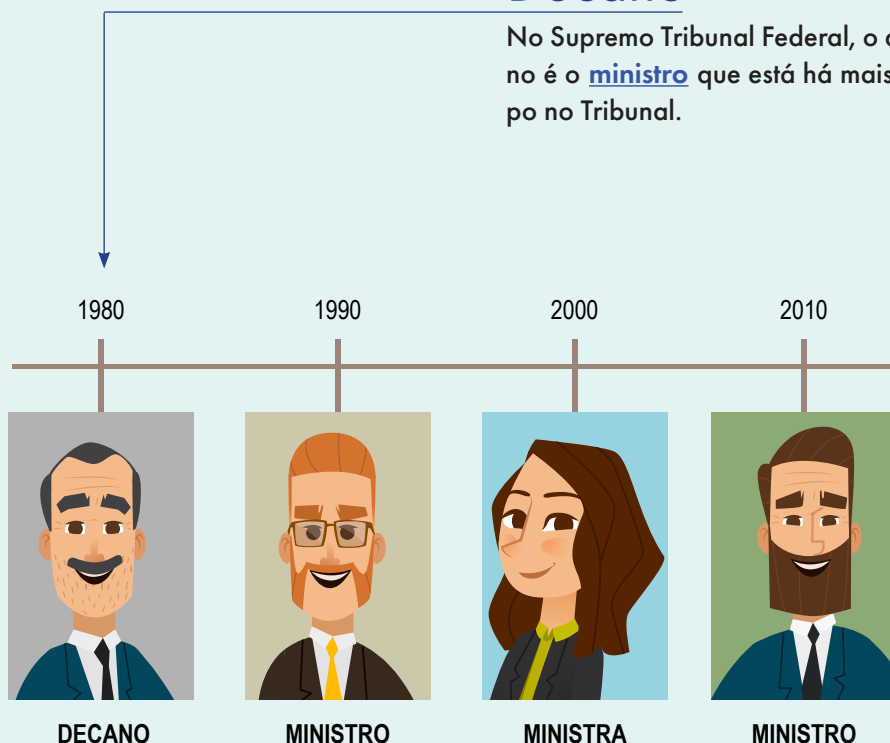 Decano
No Supremo Tribunal Federal, o
no é o ministro que está há mais
po no Tribunal.
1980 1990 2000 2010
DECANO MINISTRO MINISTRA MINISTRO